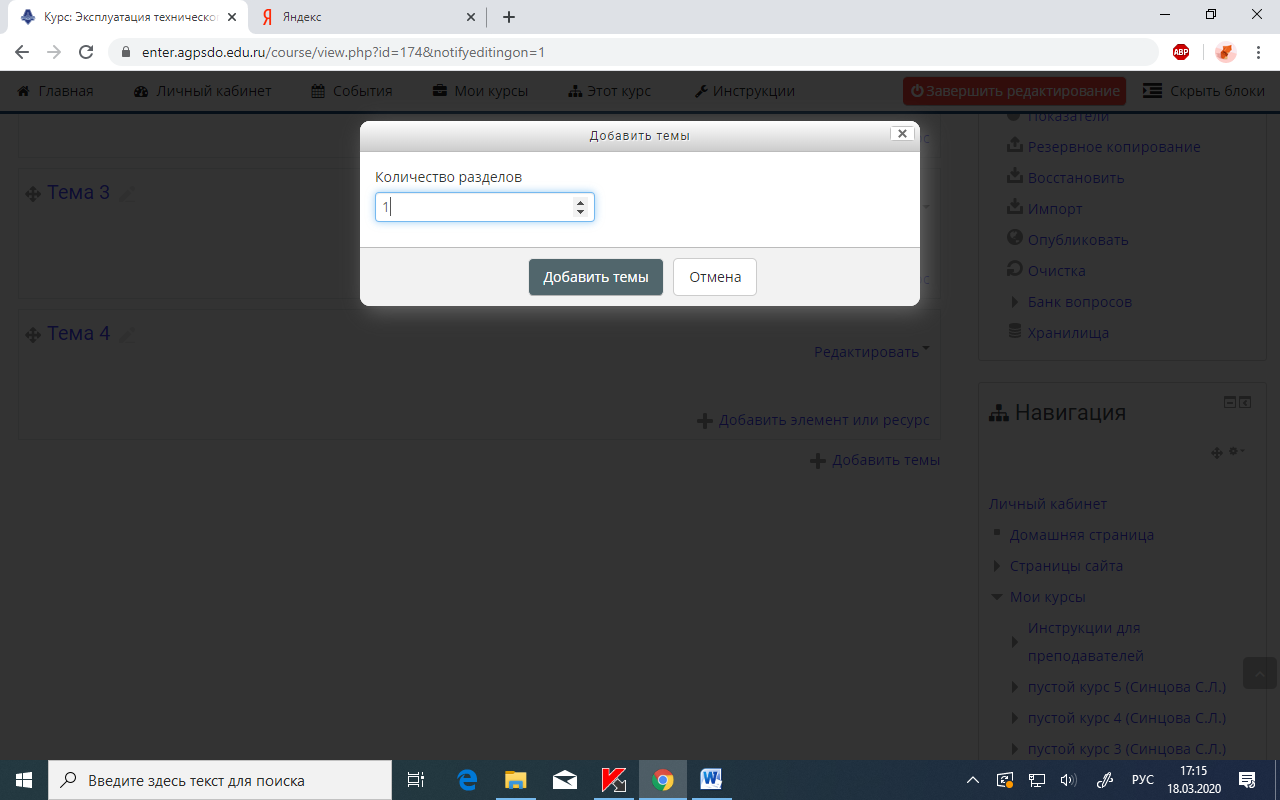 Курс: Эксплуатация техническо
Яндекс
enter.agpsdo.edu.ru/course/view.php?id=174&notifyeditingon=1
ABP
Главная
Личный кабинет
События
Мои курсы
Этот курс
Инструкции
Завершить редактирование
Скрыть блоки
Добавить темы
Количество разделов
1
Добавить темы
Отмена
Тема 3
Тема 4
Редактировать
Добавить элемент или ресурс
Добавить темы
Показатели
Резервное копирование
Восстановить
Импорт
Опубликовать
Очистка
Банк вопросов
Хранилища
Навигация
Личный кабинет
Домашняя страница
Страницы сайта
Мои курсы
Инструкции для
преподавателей
пустой курс 5 (Синцова С.Л.)
пустой курс 4 (Синцова С.Л.)
пустой курс 3 (Синцова С.Л.)
Введите здесь текст для поиска
РУС
17:15
18.03.2020